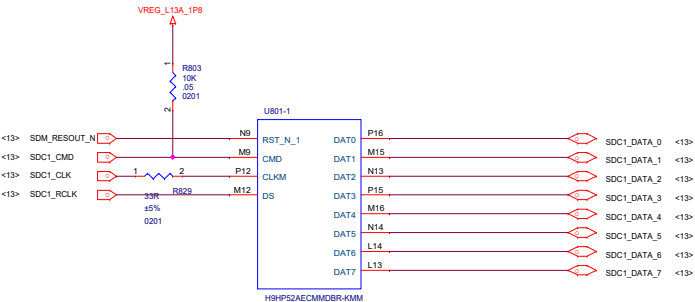 VREG_L13A_1P8
1
R803
10K
.05
0201
2
U801-1
<13> SDM_RESOUT_N N9 RST_N_1 DAT0 P16 SDC1_DATA_0 <13>
<13> SDC1_CMD M9 CMD DAT1 M15 SDC1_DATA_1 <13>
<13> SDC1_CLK 1 2 P12 CLKM DAT2 N13 SDC1_DATA_2 <13>
<13> SDC1_RCLK 33R R829 M12 DS DAT3 P15 SDC1_DATA_3 <13>
±5% DAT4 M16 SDC1_DATA_4 <13>
0201 DAT5 N14 SDC1_DATA_5 <13>
DAT6 L14 SDC1_DATA_6 <13>
DAT7 L13 SDC1_DATA_7 <13>
H9HP52AECMMDBR-KMM